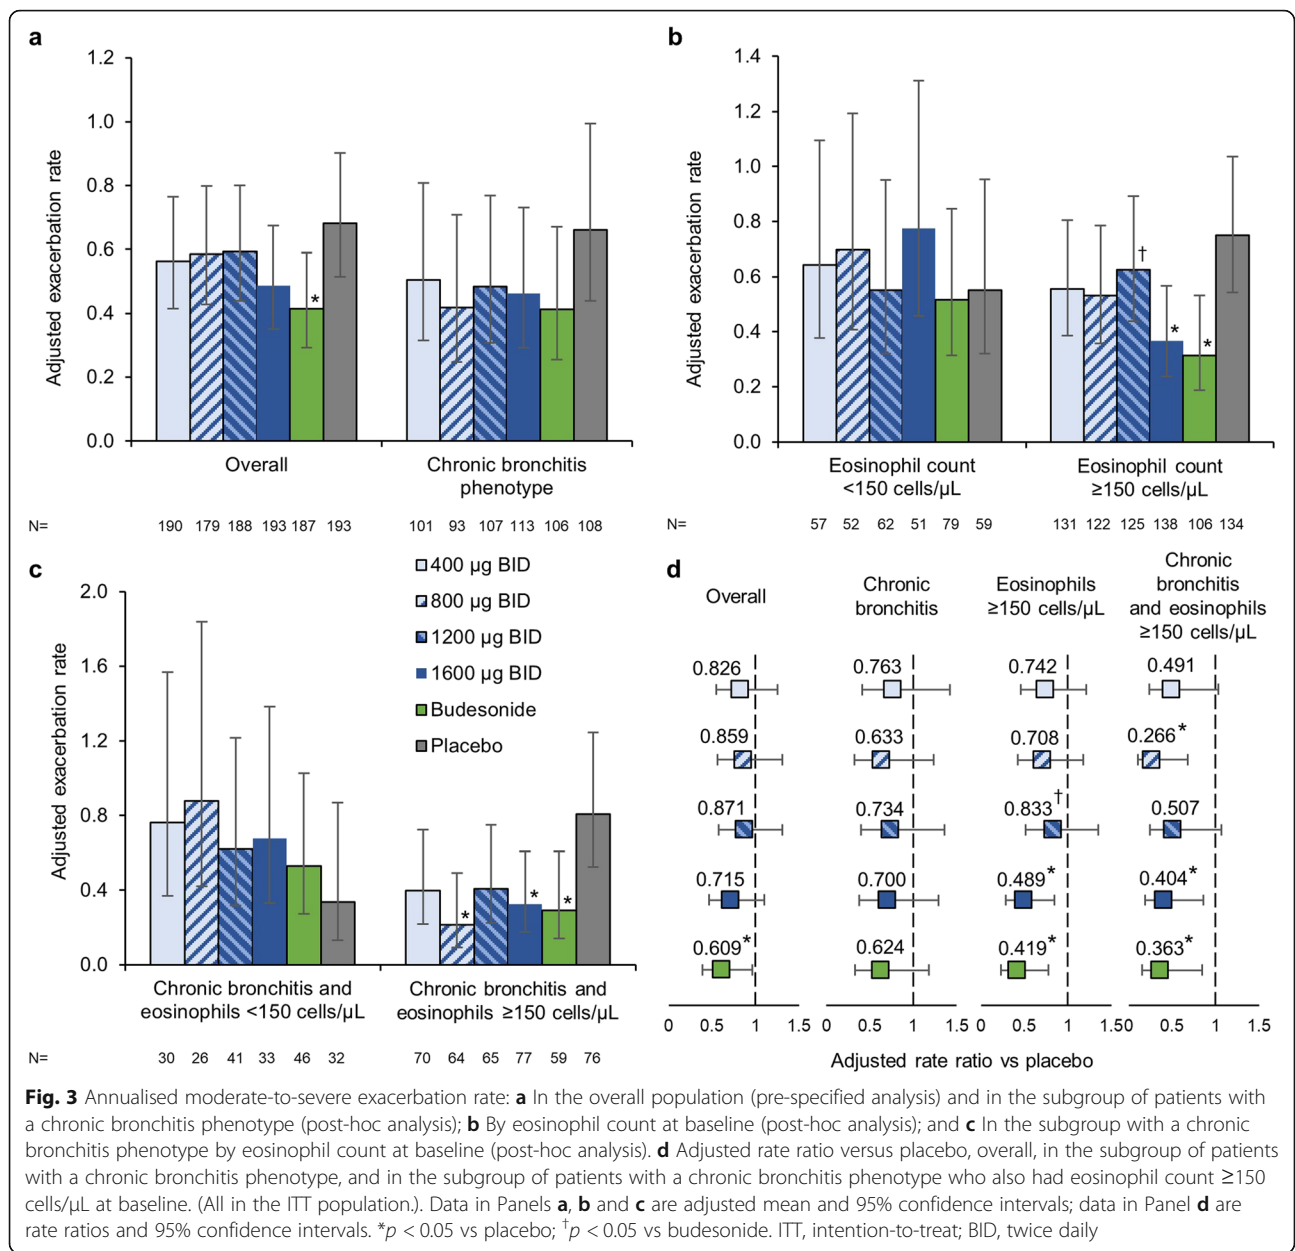 a
1.2
1.0
0.8
0.6
0.4
0.2
0.0
Adjusted exacerbation rate
*
Overall
Chronic bronchitis
phenotype
N= 190 179 188 193 187 193 101 93 107 113 106 108
b
1.4
1.2
1.0
0.8
0.6
0.4
0.2
0.0
Adjusted exacerbation rate
†
*
*
Eosinophil count
<150 cells/µL
Eosinophil count
≥150 cells/µL
N= 57 52 62 51 79 59 131 122 125 138 106 134
c
2.0
1.6
1.2
0.8
0.4
0.0
Adjusted exacerbation rate
400 µg BID
800 µg BID
1200 µg BID
1600 µg BID
Budesonide
Placebo
*
*
*
Chronic bronchitis and
eosinophils <150 cells/µL
Chronic bronchitis and
eosinophils ≥150 cells/µL
N= 30 26 41 33 46 32 70 64 65 77 59 76
d
Overall
Chronic
bronchitis
Eosinophils
≥150 cells/µL
Chronic
bronchitis
and eosinophils
≥150 cells/µL
0.826 0.763 0.742 0.491
0.859 0.633 0.708 0.266*
0.871 0.734 0.833† 0.507
0.715 0.700 0.489* 0.404*
0.609* 0.624 0.419* 0.363*
0 0.5 1 1.5 0 0.5 1 1.5 0 0.5 1 1.5 0 0.5 1 1.5
Adjusted rate ratio vs placebo
Fig. 3 Annualised moderate-to-severe exacerbation rate: a In the overall population (pre-specified analysis) and in the subgroup of patients with
a chronic bronchitis phenotype (post-hoc analysis); b By eosinophil count at baseline (post-hoc analysis); and c In the subgroup with a chronic
bronchitis phenotype by eosinophil count at baseline (post-hoc analysis). d Adjusted rate ratio versus placebo, overall, in the subgroup of patients
with a chronic bronchitis phenotype, and in the subgroup of patients with a chronic bronchitis phenotype who also had eosinophil count ≥150
cells/µL at baseline. (All in the ITT population.). Data in Panels a, b and c are adjusted mean and 95% confidence intervals; data in Panel d are
rate ratios and 95% confidence intervals. *p < 0.05 vs placebo; †p < 0.05 vs budesonide. ITT, intention-to-treat; BID, twice daily